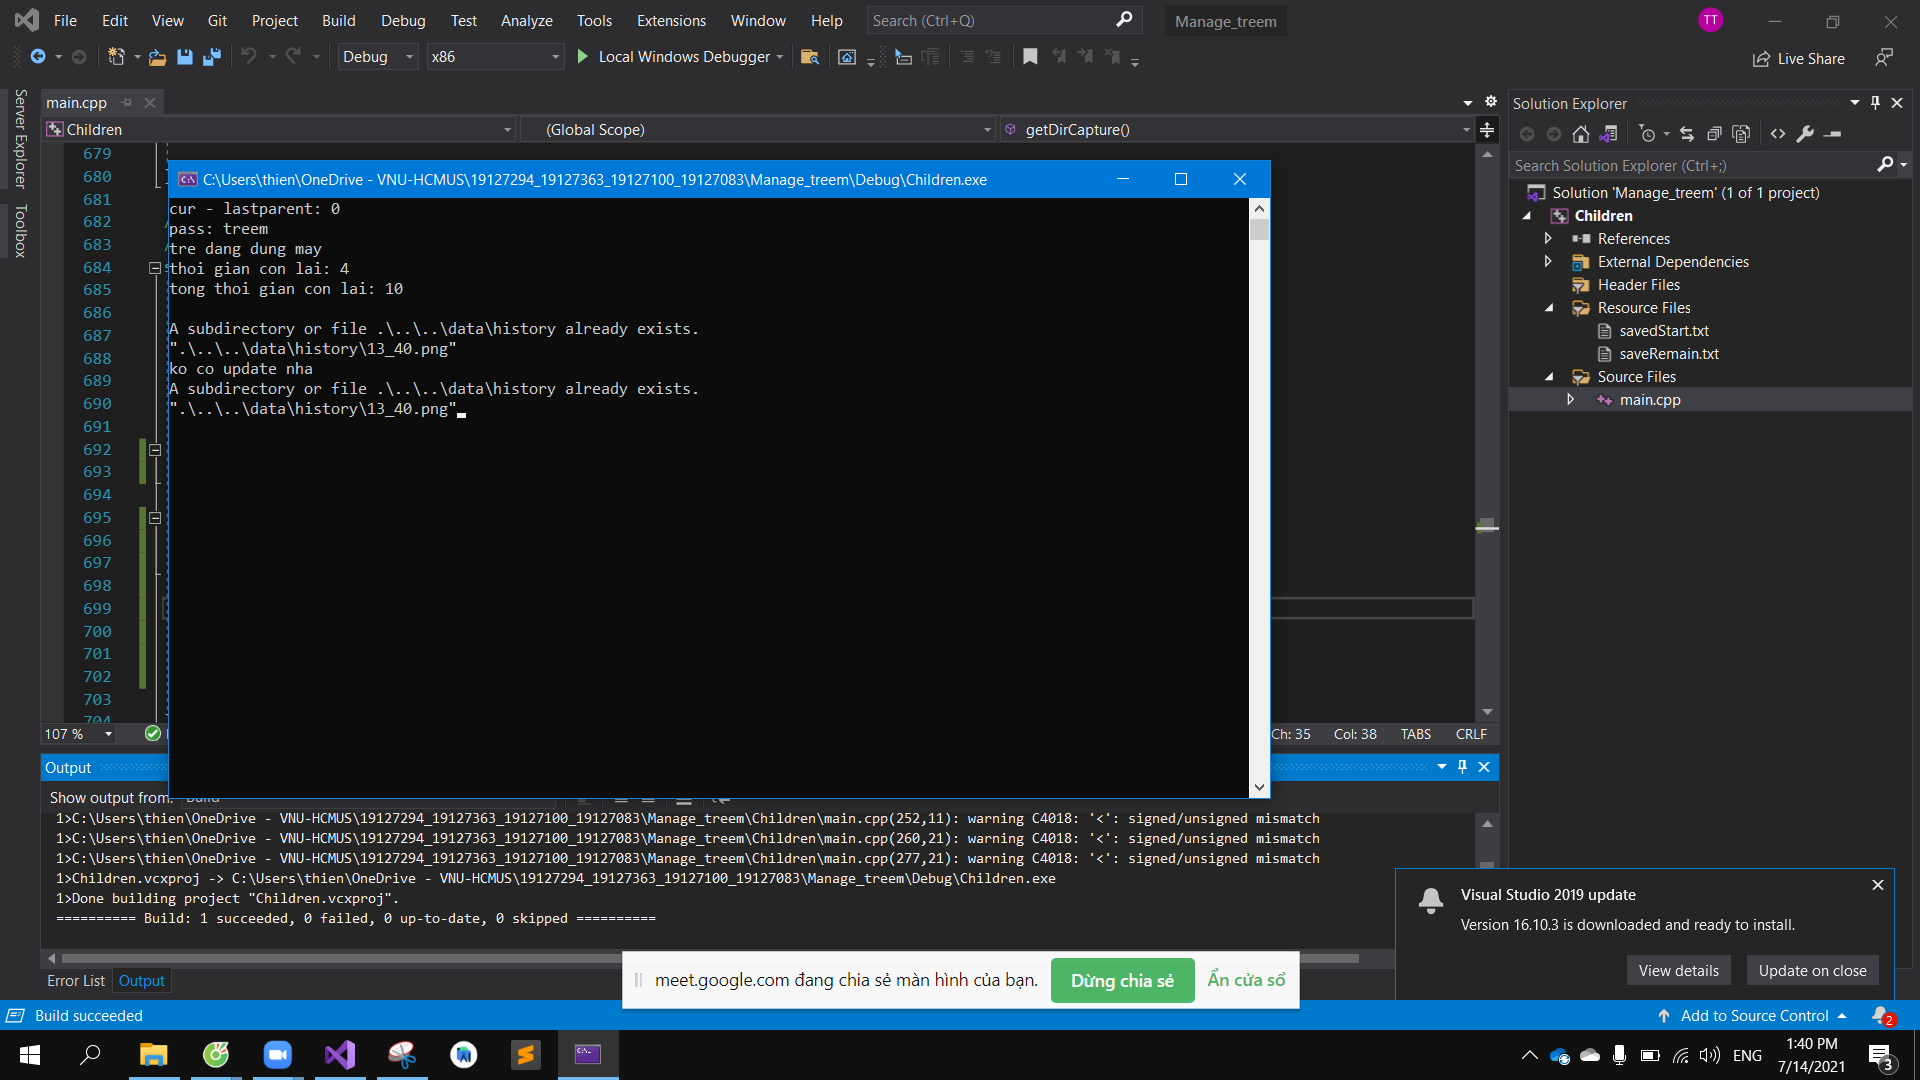 File Edit View Git Project Build Debug Test Analyze Tools Extensions Window Help Search (Ctrl+Q) Manage_treem TT
Debug x86 Local Windows Debugger Live Share
Server Explorer
Toolbox
main.cpp
Children (Global Scope) getDirCapture()
679
680
681
682
683
684
685
686
687
688
689
690
691
692
693
694
695
696
697
698
699
700
701
702
703
704
C:\Users\thien\OneDrive - VNU-HCMUS\19127294_19127363_19127100_19127083\Manage_treem\Debug\Children.exe
cur - lastparent: 0
pass: treem
tre dang dung may
thoi gian con lai: 4
tong thoi gian con lai: 10
A subdirectory or file .\..\..\data\history already exists.
".\..\..\data\history\13_40.png"
ko co update nha
A subdirectory or file .\..\..\data\history already exists.
".\..\..\data\history\13_40.png"
107 % Ch: 35 Col: 38 TABS CRLF
Output
Show output from: Build
1>C:\Users\thien\OneDrive - VNU-HCMUS\19127294_19127363_19127100_19127083\Manage_treem\Children\main.cpp(252,11): warning C4018: '<': signed/unsigned mismatch
1>C:\Users\thien\OneDrive - VNU-HCMUS\19127294_19127363_19127100_19127083\Manage_treem\Children\main.cpp(260,21): warning C4018: '<': signed/unsigned mismatch
1>C:\Users\thien\OneDrive - VNU-HCMUS\19127294_19127363_19127100_19127083\Manage_treem\Children\main.cpp(277,21): warning C4018: '<': signed/unsigned mismatch
1>Children.vcxproj -> C:\Users\thien\OneDrive - VNU-HCMUS\19127294_19127363_19127100_19127083\Manage_treem\Debug\Children.exe
1>Done building project "Children.vcxproj".
========== Build: 1 succeeded, 0 failed, 0 up-to-date, 0 skipped ==========
Error List Output
Solution Explorer
Search Solution Explorer (Ctrl+;)
Solution 'Manage_treem' (1 of 1 project)
Children
References
External Dependencies
Header Files
Resource Files
savedStart.txt
saveRemain.txt
Source Files
main.cpp
Visual Studio 2019 update
Version 16.10.3 is downloaded and ready to install.
View details Update on close
meet.google.com đang chia sẻ màn hình của bạn. Dừng chia sẻ Ẩn cửa sổ
Build succeeded Add to Source Control 2
ENG 1:40 PM
7/14/2021 3